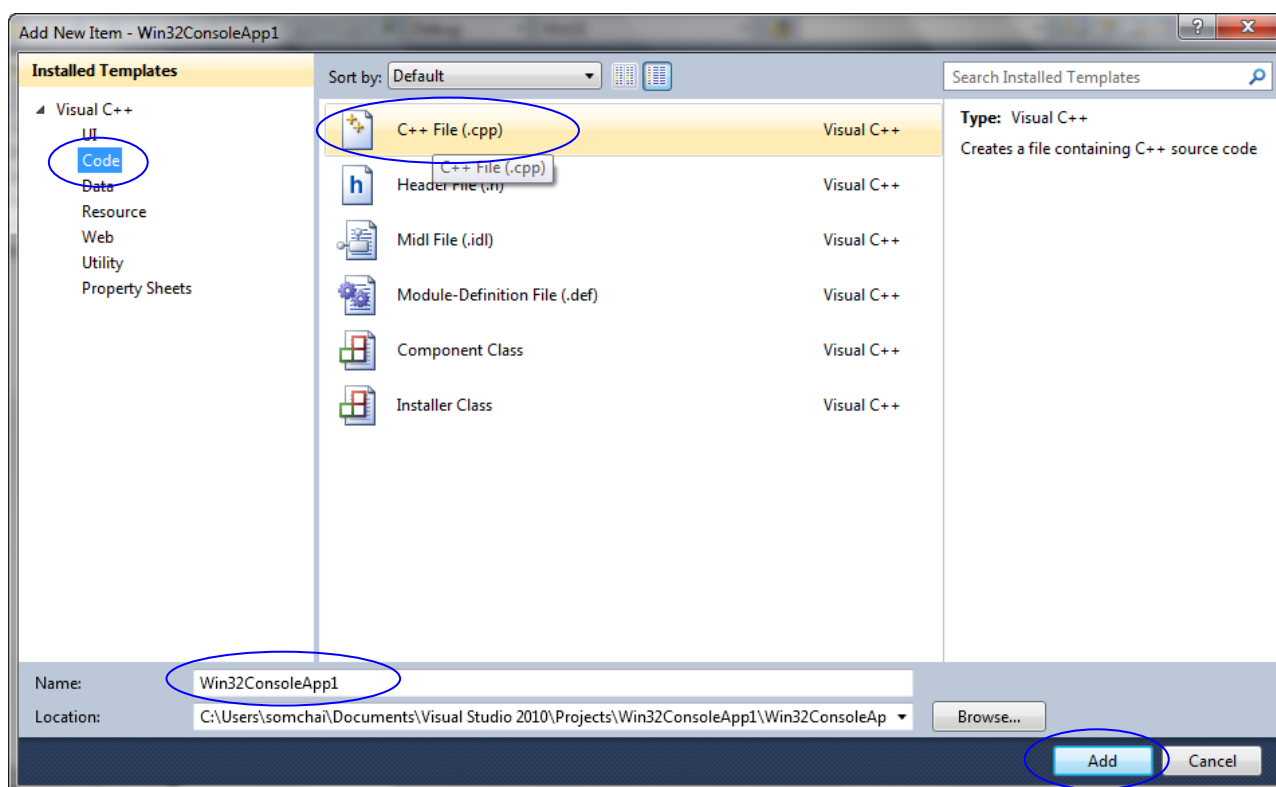 Add New Item - Win32ConsoleApp1
Installed Templates
Sort by: Default
Search Installed Templates
Visual C++
UI
Code
Data
Resource
Web
Utility
Property Sheets
C++ File (.cpp) Visual C++
C++ File (.cpp)
Header File (.h) Visual C++
Midl File (.idl) Visual C++
Module-Definition File (.def) Visual C++
Component Class Visual C++
Installer Class Visual C++
Type: Visual C++
Creates a file containing C++ source code
Name: Win32ConsoleApp1
Location: C:\Users\somchai\Documents\Visual Studio 2010\Projects\Win32ConsoleApp1\Win32ConsoleAp
Browse...
Add Cancel